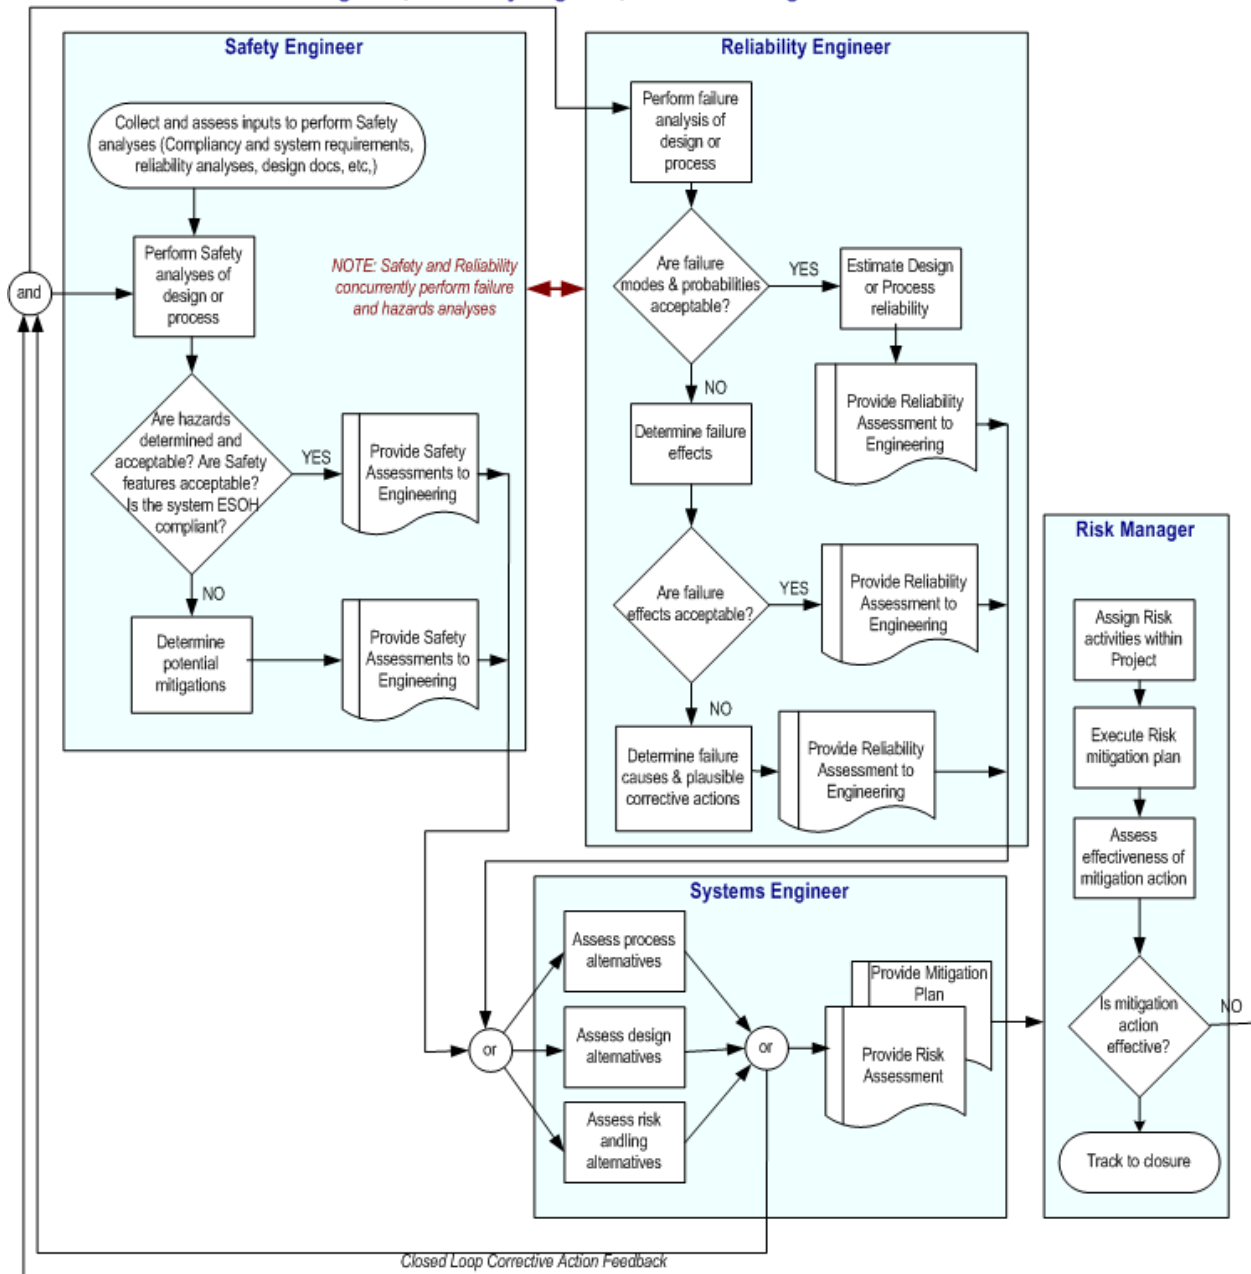 Safety Engineer
Collect and assess inputs to perform Safety
analyses (Compliancy and system requirements,
reliability analyses, design docs, etc,)
Perform Safety
analyses of
design or
process
and
NOTE: Safety and Reliability
concurrently perform failure
and hazards analyses
Are hazards
determined and
acceptable? Are Safety
features acceptable?
Is the system ESOH
compliant?
YES
Provide Safety
Assessments to
Engineering
NO
Determine
potential
mitigations
Provide Safety
Assessments to
Engineering
Reliability Engineer
Perform failure
analysis of
design or
process
Are failure
modes & probabilities
acceptable?
YES
Estimate Design
or Process
reliability
Provide Reliability
Assessment to
Engineering
NO
Determine failure
effects
Are failure
effects acceptable?
YES
Provide Reliability
Assessment to
Engineering
NO
Determine failure
causes & plausible
corrective actions
Provide Reliability
Assessment to
Engineering
Systems Engineer
or
Assess process
alternatives
Assess design
alternatives
Assess risk
andling
alternatives
or
Provide Mitigation
Plan
Provide Risk
Assessment
Risk Manager
Assign Risk
activities within
Project
Execute Risk
mitigation plan
Assess
effectiveness of
mitigation action
Is mitigation
action
effective?
NO
Track to closure
Closed Loop Corrective Action Feedback